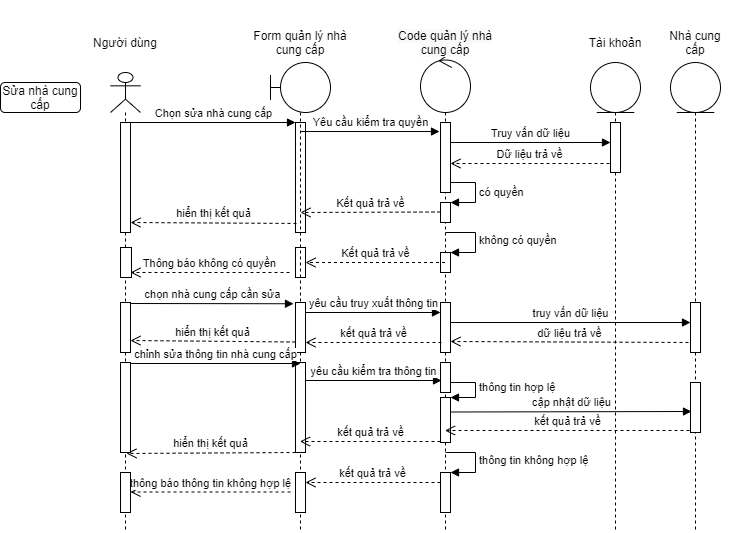 Người dùng
Form quản lý nhà
cung cấp
Code quản lý nhà
cung cấp
Tài khoản
Nhà cung
cấp
Sửa nhà cung
cấp
Chọn sửa nhà cung cấp
Yêu cầu kiểm tra quyền
Truy vấn dữ liệu
Dữ liệu trả về
có quyền
Kết quả trả về
hiển thị kết quả
không có quyền
Kết quả trả về
Thông báo không có quyền
chọn nhà cung cấp cần sửa
yêu cầu truy xuất thông tin
truy vấn dữ liệu
hiển thị kết quả
kết quả trả về
dữ liệu trả về
chỉnh sửa thông tin nhà cung cấp
yêu cầu kiểm tra thông tin
thông tin hợp lệ
cập nhật dữ liệu
kết quả trả về
kết quả trả về
hiển thị kết quả
thông tin không hợp lệ
kết quả trả về
thông báo thông tin không hợp lệ